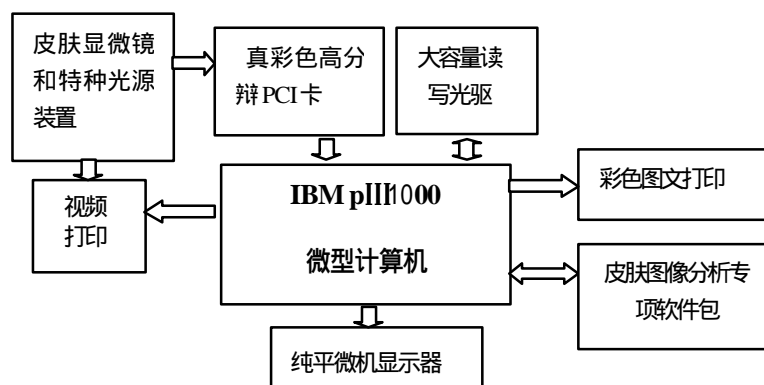 皮肤显微镜
和特种光源
装置
真彩色高分
辩 PCI 卡
大容量读
写光驱
视频
打印
IBM pIII1000
微型计算机
彩色图文打印
皮肤图像分析专
项软件包
纯平微机显示器